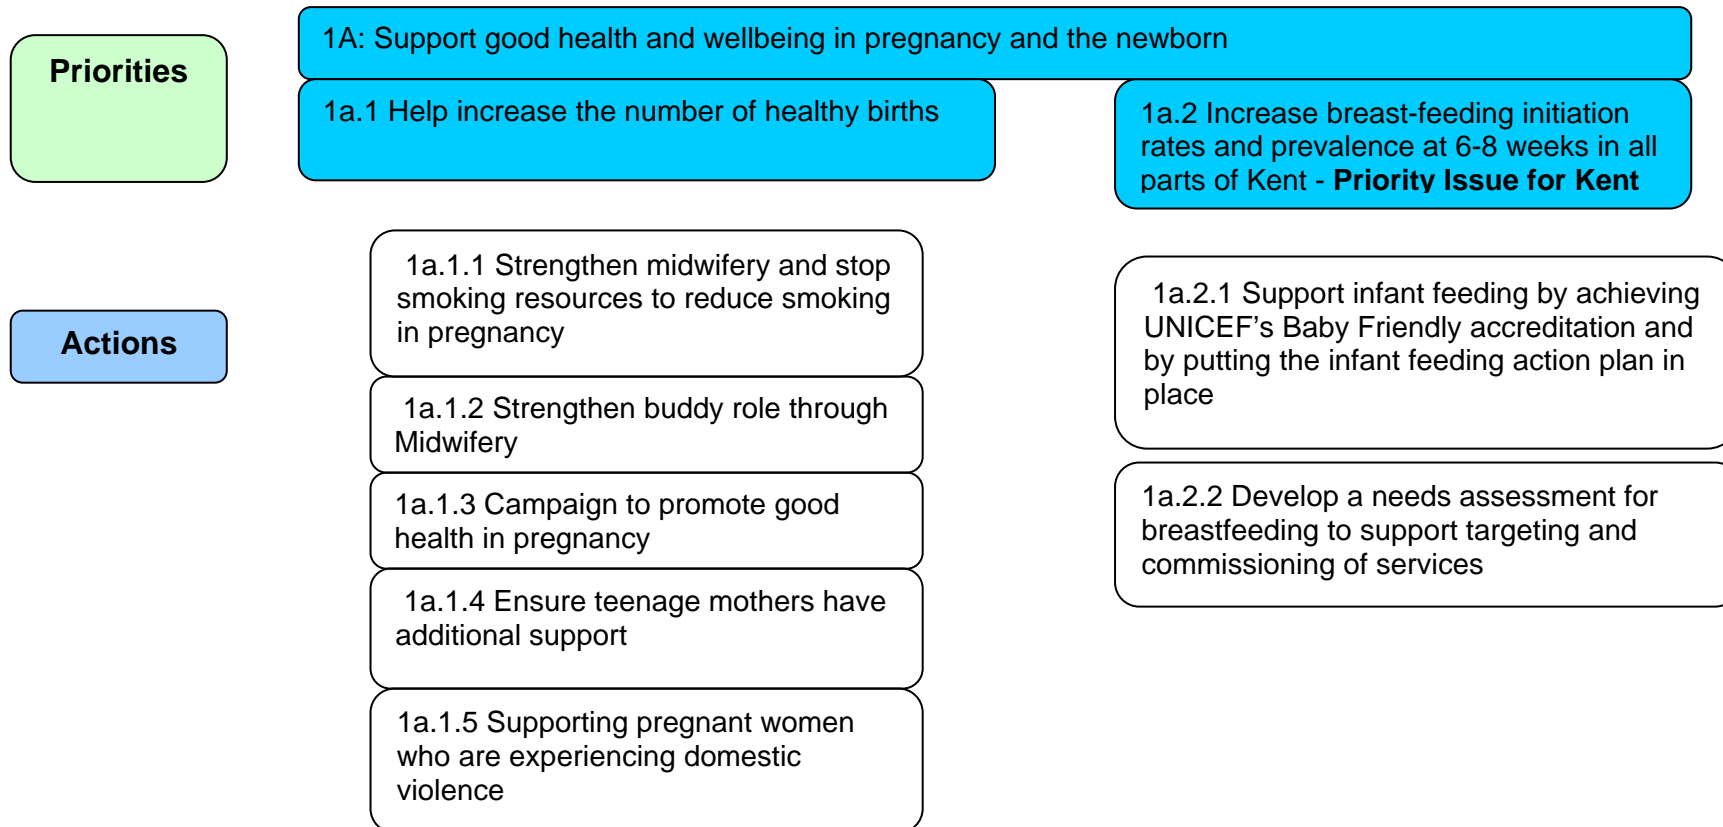 Priorities
1A: Support good health and wellbeing in pregnancy and the newborn
1a.1 Help increase the number of healthy births
1a.2 Increase breast-feeding initiation
rates and prevalence at 6-8 weeks in all
parts of Kent - Priority Issue for Kent
Actions
1a.1.1 Strengthen midwifery and stop
smoking resources to reduce smoking
in pregnancy
1a.1.2 Strengthen buddy role through
Midwifery
1a.1.3 Campaign to promote good
health in pregnancy
1a.1.4 Ensure teenage mothers have
additional support
1a.1.5 Supporting pregnant women
who are experiencing domestic
violence
1a.2.1 Support infant feeding by achieving
UNICEF’s Baby Friendly accreditation and
by putting the infant feeding action plan in
place
1a.2.2 Develop a needs assessment for
breastfeeding to support targeting and
commissioning of services